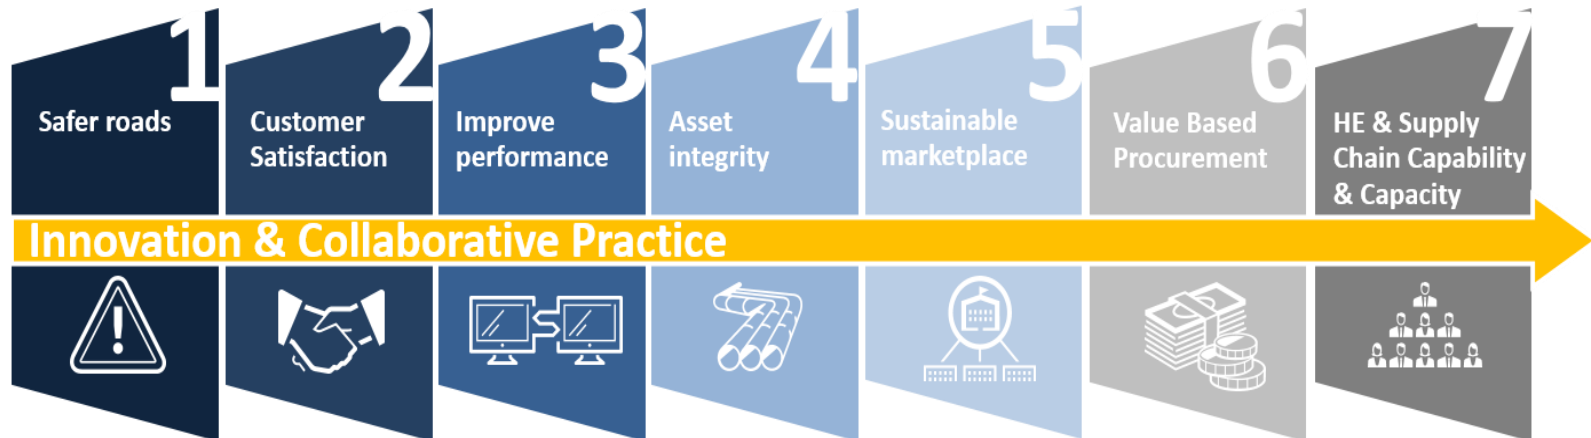 1
Safer roads
2
Customer
Satisfaction
3
Improve
performance
4
Asset
integrity
5
Sustainable
marketplace
6
Value Based
Procurement
7
HE & Supply
Chain Capability
& Capacity
Innovation & Collaborative Practice
!